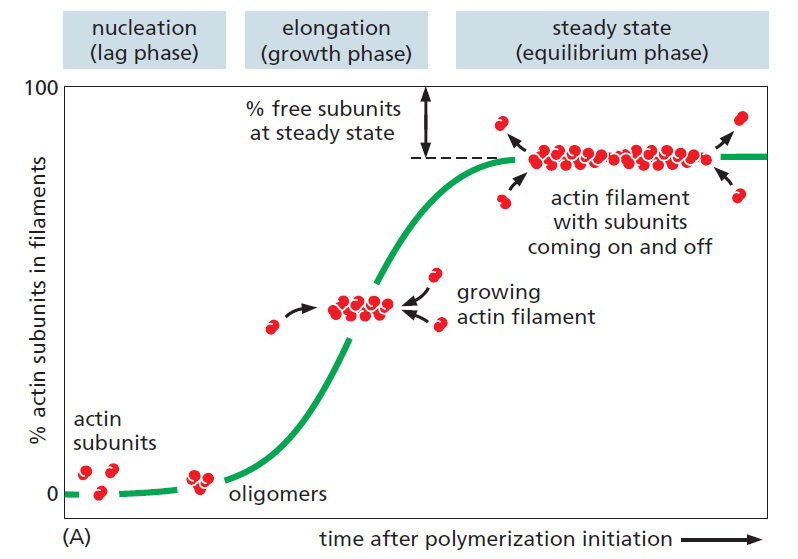 nucleation
(lag phase)
elongation
(growth phase)
steady state
(equilibrium phase)
100
% free subunits
at steady state
actin filament
with subunits
coming on and off
growing
actin filament
% actin subunits in filaments
actin
subunits
0
oligomers
(A)
time after polymerization initiation